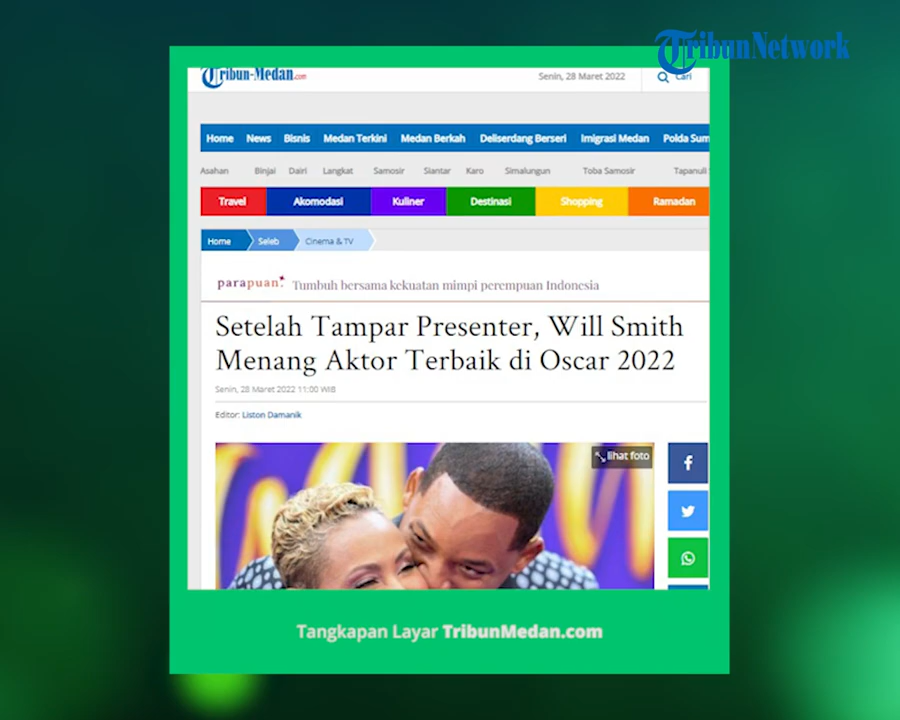 TribunNetwork
Tribun-Medan.com
Senin, 28 Maret 2022
Cari
Home News Bisnis Medan Terkini Medan Berkah Deliserdang Berseri Imigrasi Medan Polda Sum
Asahan Binjai Dairi Langkat Samosir Siantar Karo Simalungun Toba Samosir Tapanuli
Travel Akomodasi Kuliner Destinasi Shopping Ramadan
Home Seleb Cinema & TV
parapuan. Tumbuh bersama kekuatan mimpi perempuan Indonesia
Setelah Tampar Presenter, Will Smith
Menang Aktor Terbaik di Oscar 2022
Senin, 28 Maret 2022 11:00 WIB
Editor: Liston Damanik
lihat foto
Tangkapan Layar TribunMedan.com